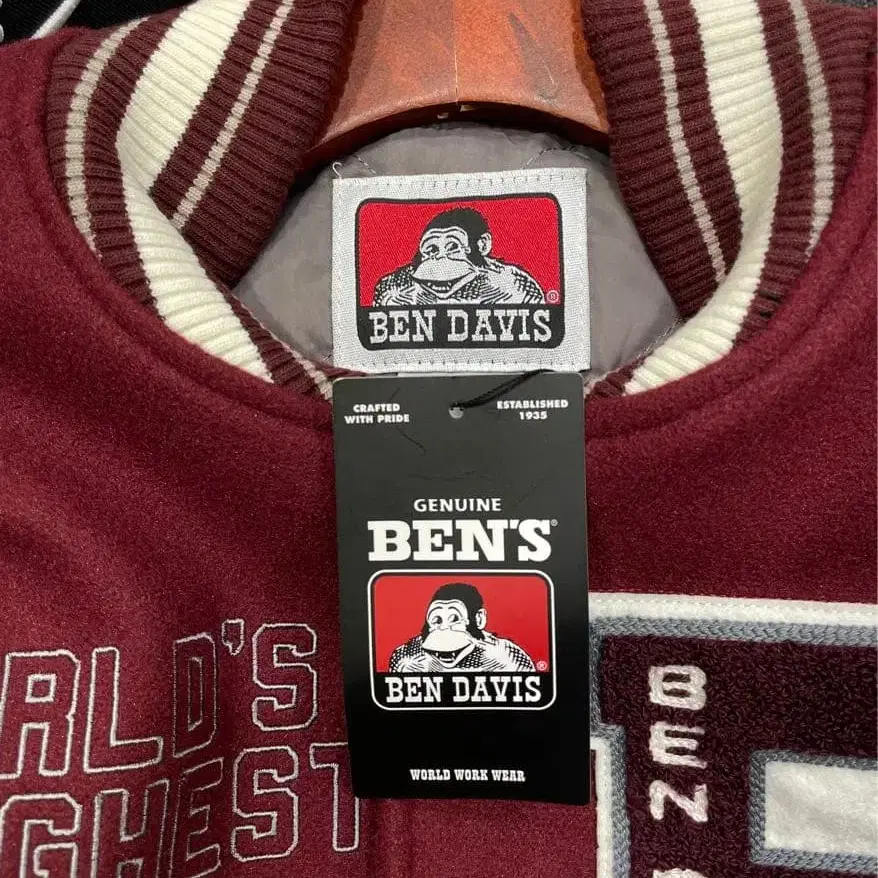 ®
BEN DAVIS
CRAFTED
WITH PRIDE
ESTABLISHED
1935
GENUINE
BEN'S®
®
BEN DAVIS
WORLD WORK WEAR
RLD'S
GHEST
BEN